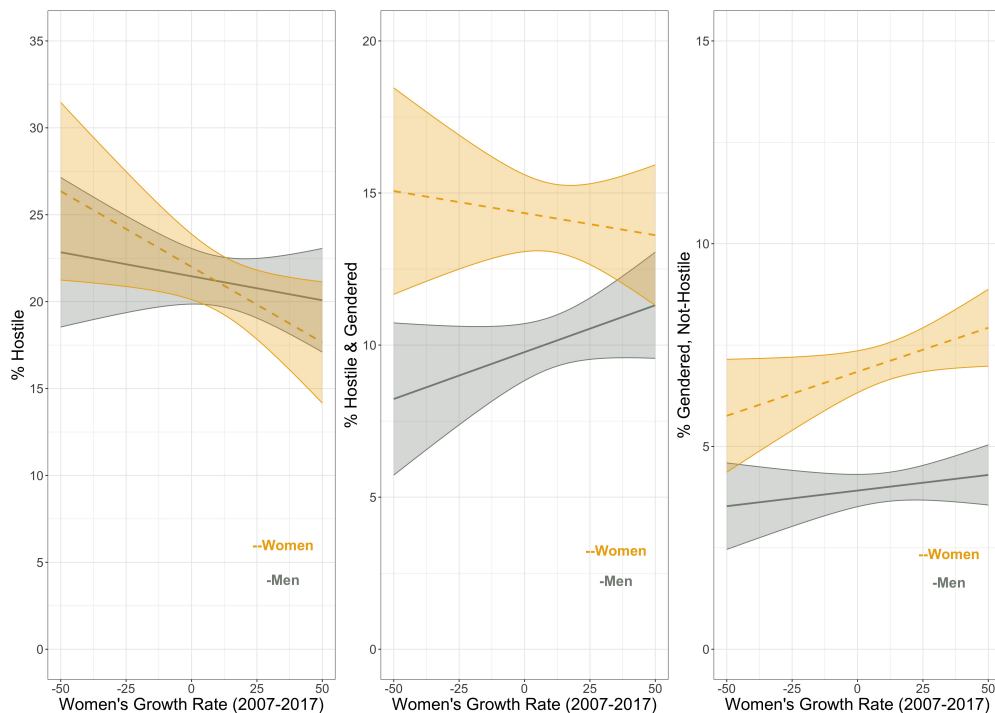 % Hostile
35
30
25
20
15
10
5
0
-50 -25 0 25 50
Women's Growth Rate (2007-2017)
--Women
-Men
% Hostile & Gendered
20
15
10
5
0
-50 -25 0 25 50
Women's Growth Rate (2007-2017)
--Women
-Men
% Gendered, Not-Hostile
15
10
5
0
-50 -25 0 25 50
Women's Growth Rate (2007-2017)
--Women
-Men